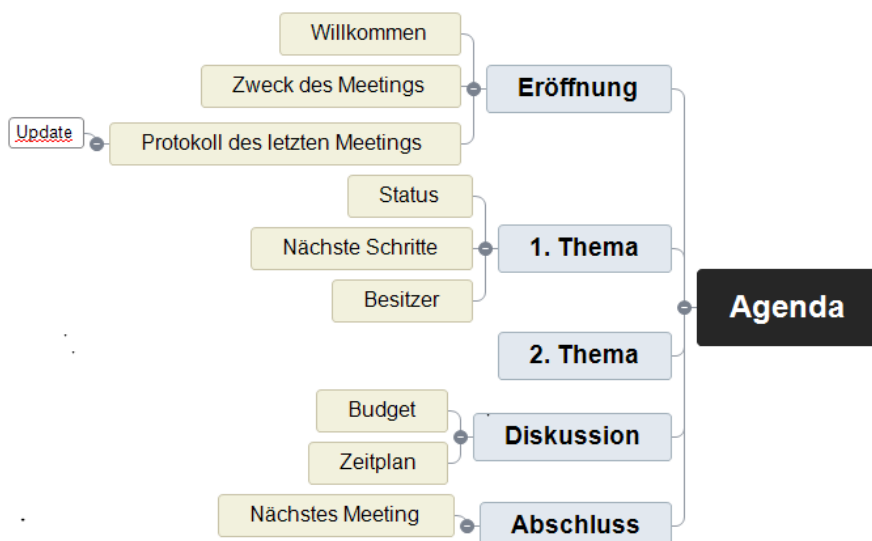 Agenda
Eröffnung
Willkommen
Zweck des Meetings
Protokoll des letzten Meetings
Update
1. Thema
Status
Nächste Schritte
Besitzer
2. Thema
Diskussion
Budget
Zeitplan
Abschluss
Nächstes Meeting